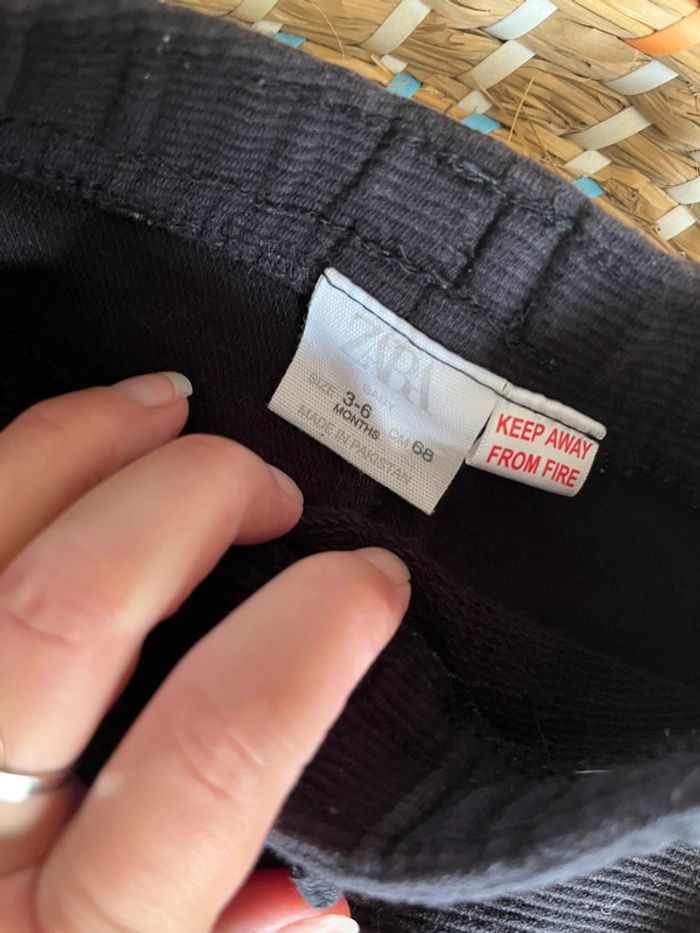 ZARA
BABY
SIZE 3-6 MONTHS CM 68
MADE IN PAKISTAN
KEEP AWAY
FROM FIRE